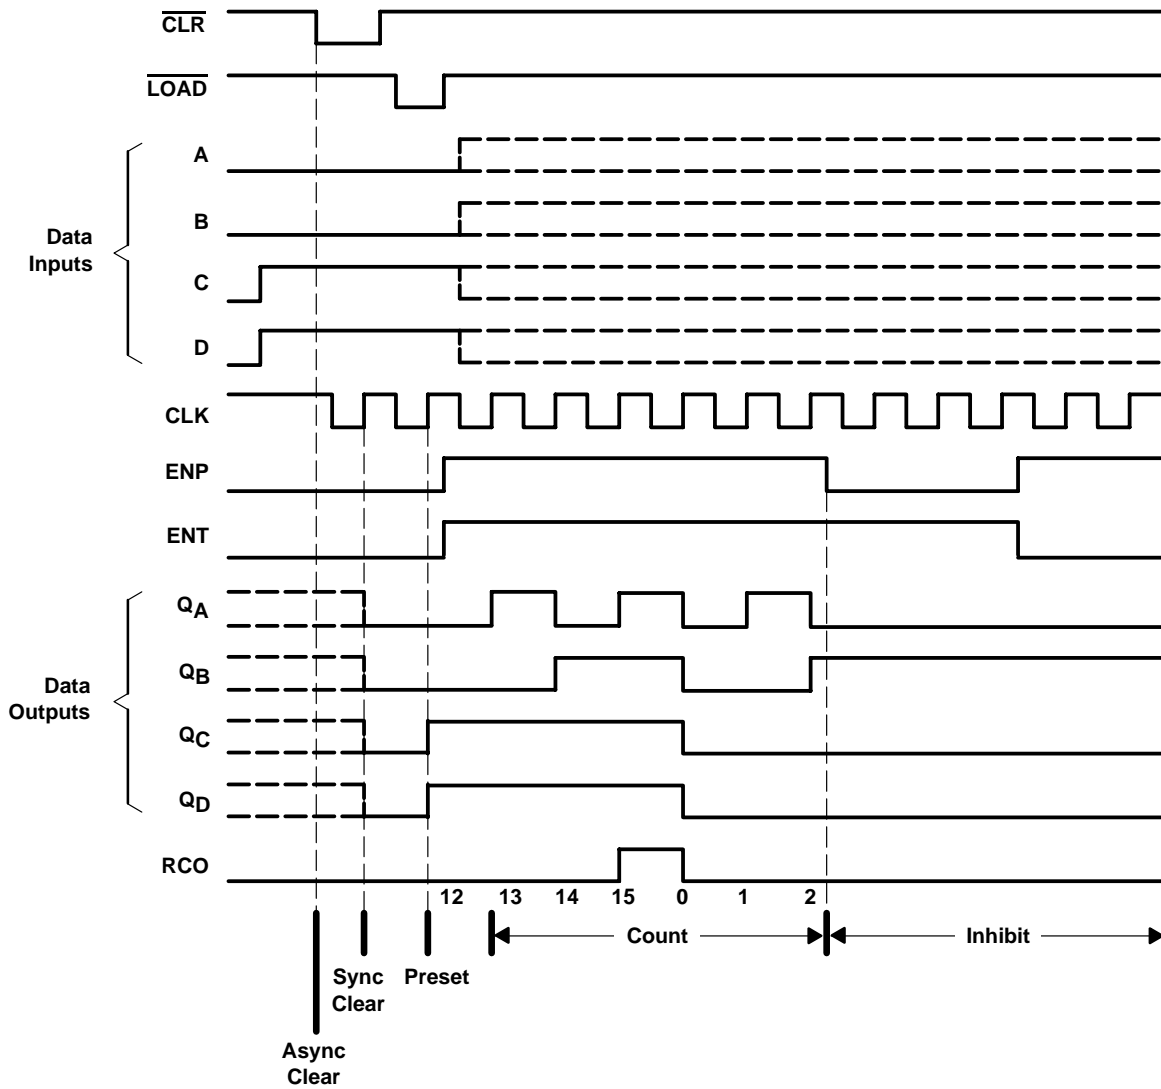 CLR
LOAD
A
B
Data
Inputs
C
D
CLK
ENP
ENT
QA
QB
Data
Outputs
QC
QD
RCO
12 13 14 15 0 1 2
Count Inhibit
Sync
Clear
Preset
Async
Clear